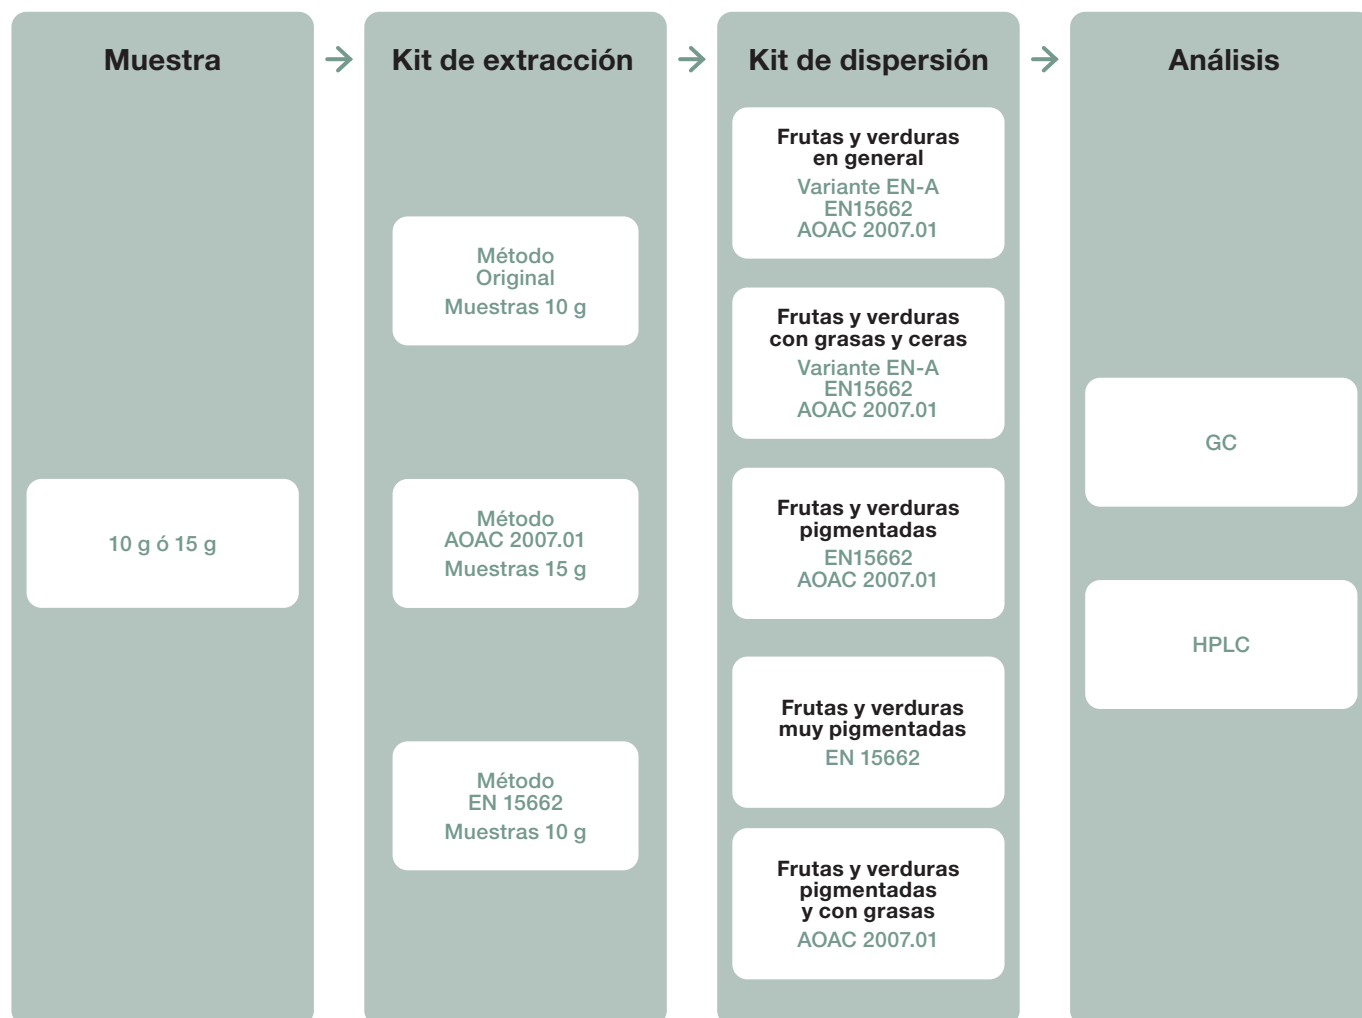 Muestra
10 g ó 15 g
Kit de extracción
Método
Original
Muestras 10 g
Método
AOAC 2007.01
Muestras 15 g
Método
EN 15662
Muestras 10 g
Kit de dispersión
Frutas y verduras
en general
Variante EN-A
EN15662
AOAC 2007.01
Frutas y verduras
con grasas y ceras
Variante EN-A
EN15662
AOAC 2007.01
Frutas y verduras
pigmentadas
EN15662
AOAC 2007.01
Frutas y verduras
muy pigmentadas
EN 15662
Frutas y verduras
pigmentadas
y con grasas
AOAC 2007.01
Análisis
GC
HPLC